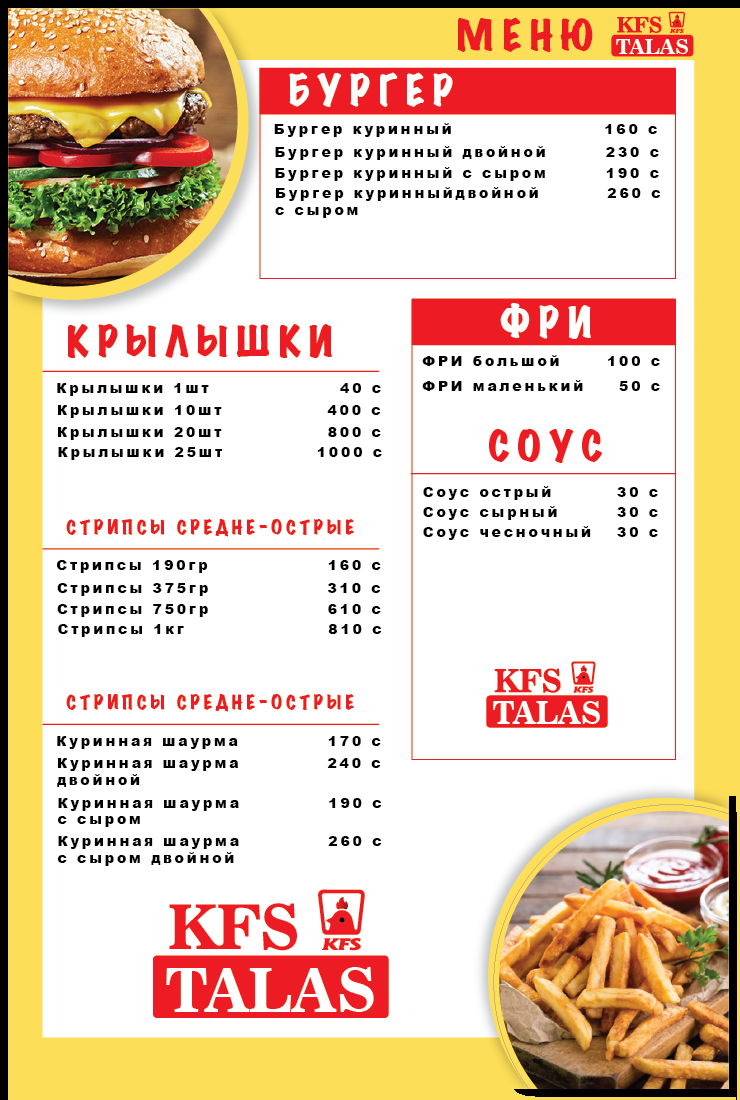 МЕНЮ
KFS
KFS
TALAS
БУРГЕР
Бургер куринный 160 с
Бургер куринный двойной 230 с
Бургер куринный с сыром 190 с
Бургер куринныйдвойной 260 с
с сыром
КРЫЛЫШКИ
Крылышки 1шт 40 с
Крылышки 10шт 400 с
Крылышки 20шт 800 с
Крылышки 25шт 1000 с
СТРИПСЫ СРЕДНЕ-ОСТРЫЕ
Стрипсы 190гр 160 с
Стрипсы 375гр 310 с
Стрипсы 750гр 610 с
Стрипсы 1кг 810 с
СТРИПСЫ СРЕДНЕ-ОСТРЫЕ
Куринная шаурма 170 с
Куринная шаурма 240 с
двойной
Куринная шаурма 190 с
с сыром
Куринная шаурма 260 с
с сыром двойной
KFS
KFS
TALAS
ФРИ
ФРИ большой 100 с
ФРИ маленький 50 с
СОУС
Соус острый 30 с
Соус сырный 30 с
Соус чесночный 30 с
KFS
KFS
TALAS